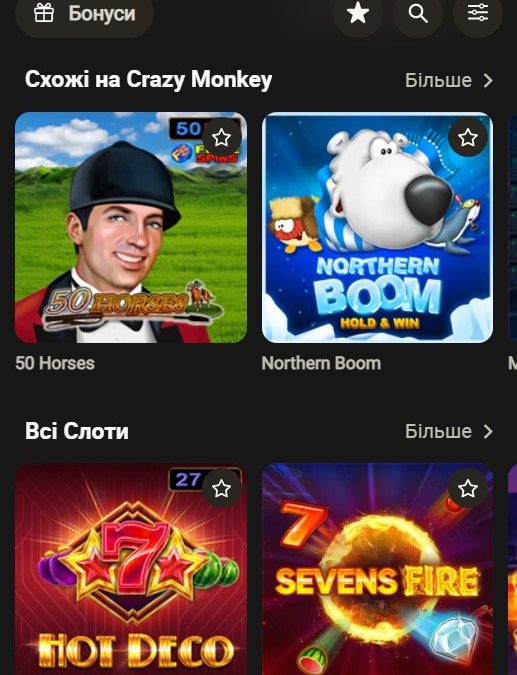 Бонуси
Схожі на Crazy Monkey
Більше
50
SPINS
50 HORSES
NORTHERN
BOOM
HOLD & WIN
50 Horses
Northern Boom
Всі Слоти
Більше
27
7
HOT DECO
7
SEVENS FIRE